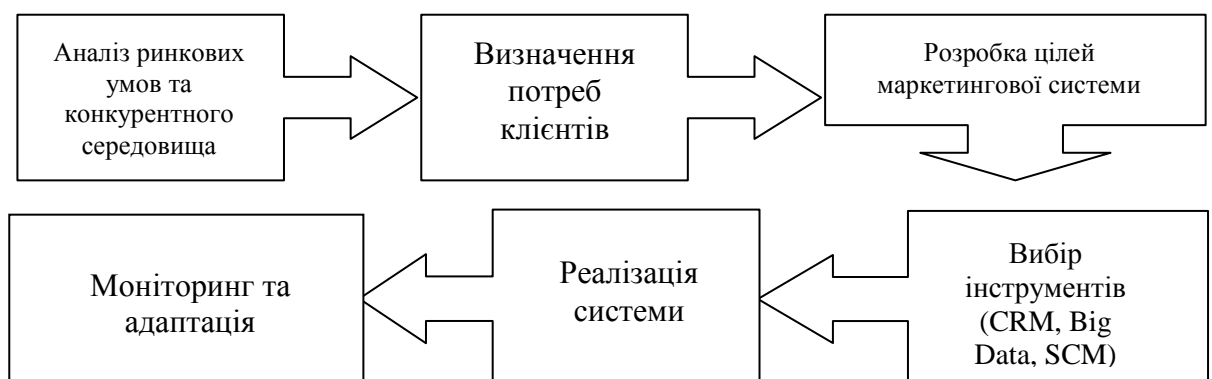 Аналіз ринкових
умов та
конкурентного
середовища
Визначення
потреб
клієнтів
Розробка цілей
маркетингової системи
Вибір
інструментів
(CRM, Big
Data, SCM)
Реалізація
системи
Моніторинг та
адаптація